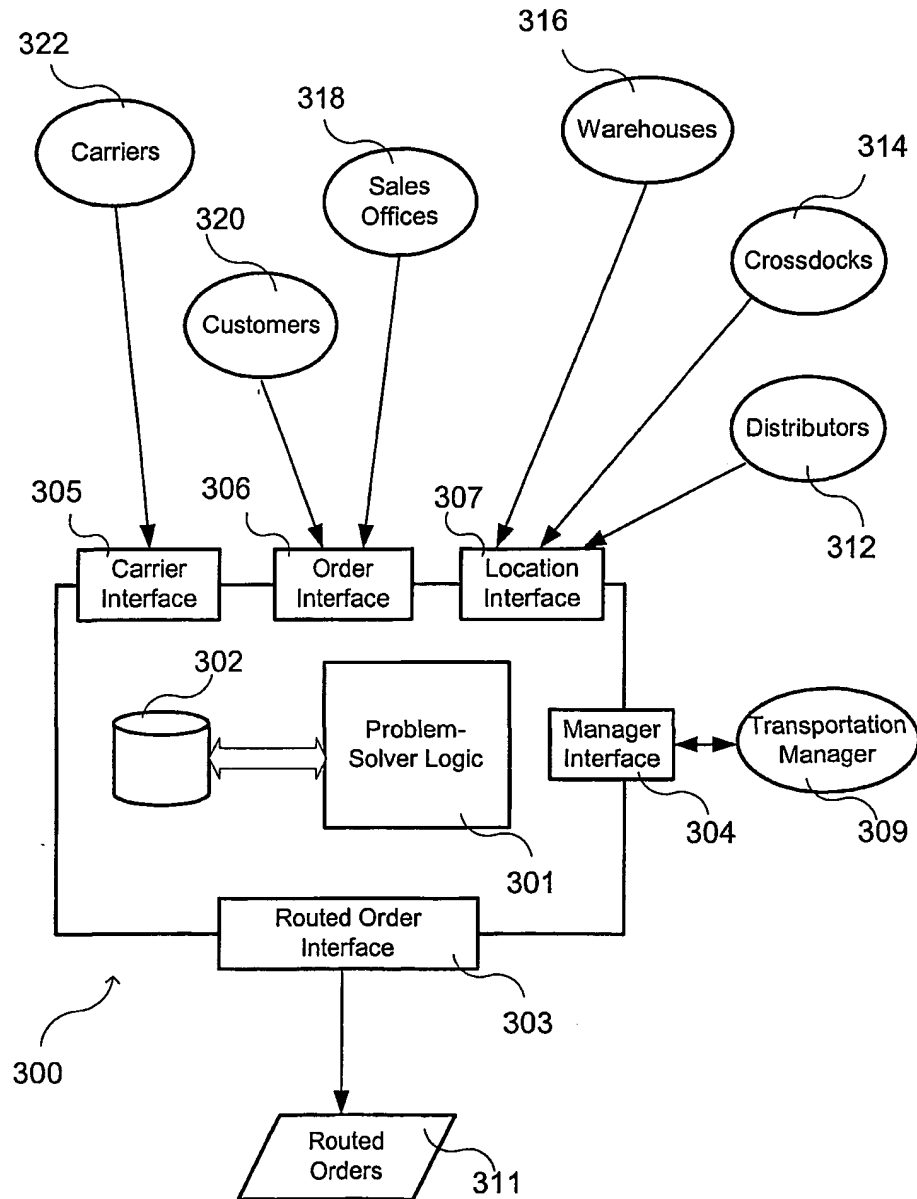 322
Carriers
318
Sales
Offices
316
Warehouses
314
Crossdocks
320
Customers
Distributors
312
305
Carrier
Interface
306
Order
Interface
307
Location
Interface
302
Problem-
Solver Logic
301
Manager
Interface
304
Transportation
Manager
309
Routed Order
Interface
303
300
Routed
Orders
311